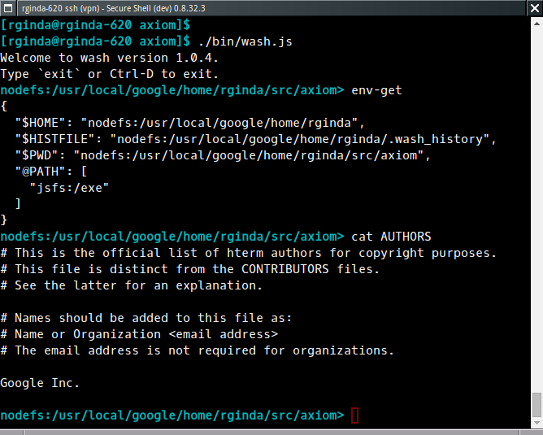 rginda-620 ssh (vpn) - Secure Shell (dev) 0.8.32.3
[rginda@rginda-620 axiom]$
[rginda@rginda-620 axiom]$ ./bin/wash.js
Welcome to wash version 1.0.4.
Type `exit` or Ctrl-D to exit.
nodefs:/usr/local/google/home/rginda/src/axiom> env-get
{
  "$HOME": "nodefs:/usr/local/google/home/rginda",
  "$HISTFILE": "nodefs:/usr/local/google/home/rginda/.wash_history",
  "$PWD": "nodefs:/usr/local/google/home/rginda/src/axiom",
  "@PATH": [
    "jsfs:/exe"
  ]
}
nodefs:/usr/local/google/home/rginda/src/axiom> cat AUTHORS
# This is the official list of hterm authors for copyright purposes.
# This file is distinct from the CONTRIBUTORS files.
# See the latter for an explanation.

# Names should be added to this file as:
# Name or Organization <email address>
# The email address is not required for organizations.

Google Inc.

nodefs:/usr/local/google/home/rginda/src/axiom>